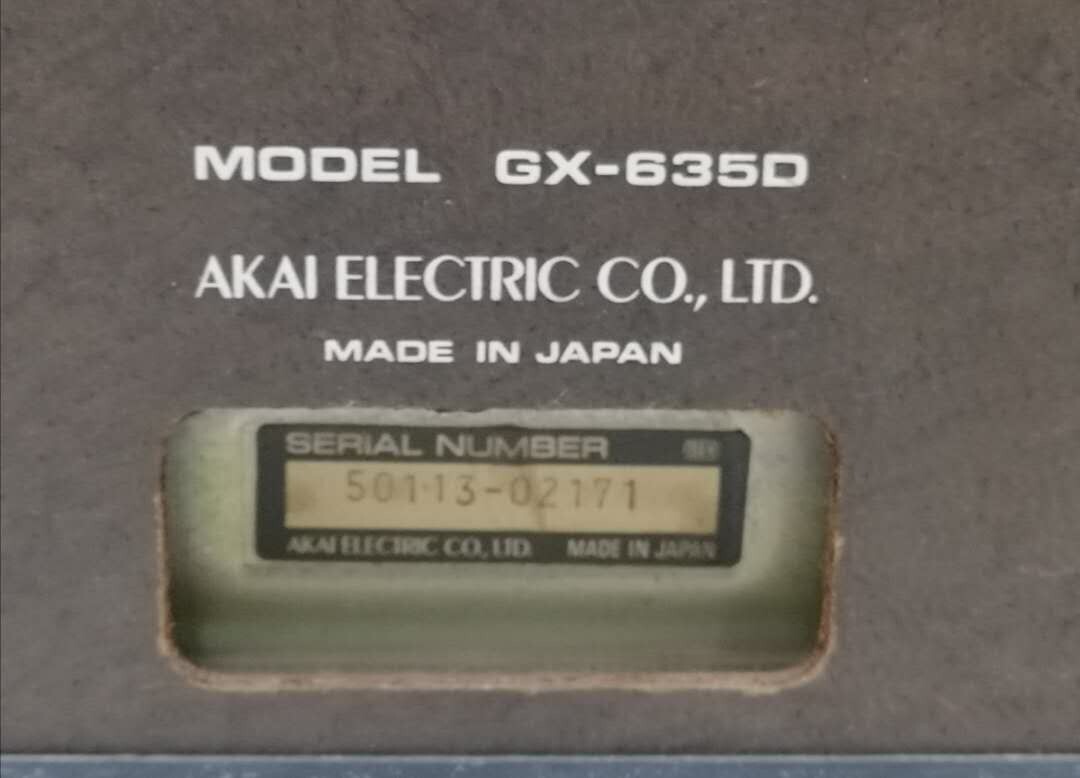 MODEL GX-635D
AKAI ELECTRIC CO., LTD.
MADE IN JAPAN
SERIAL NUMBER
50113-02171
AKAI ELECTRIC CO., LTD. MADE IN JAPAN